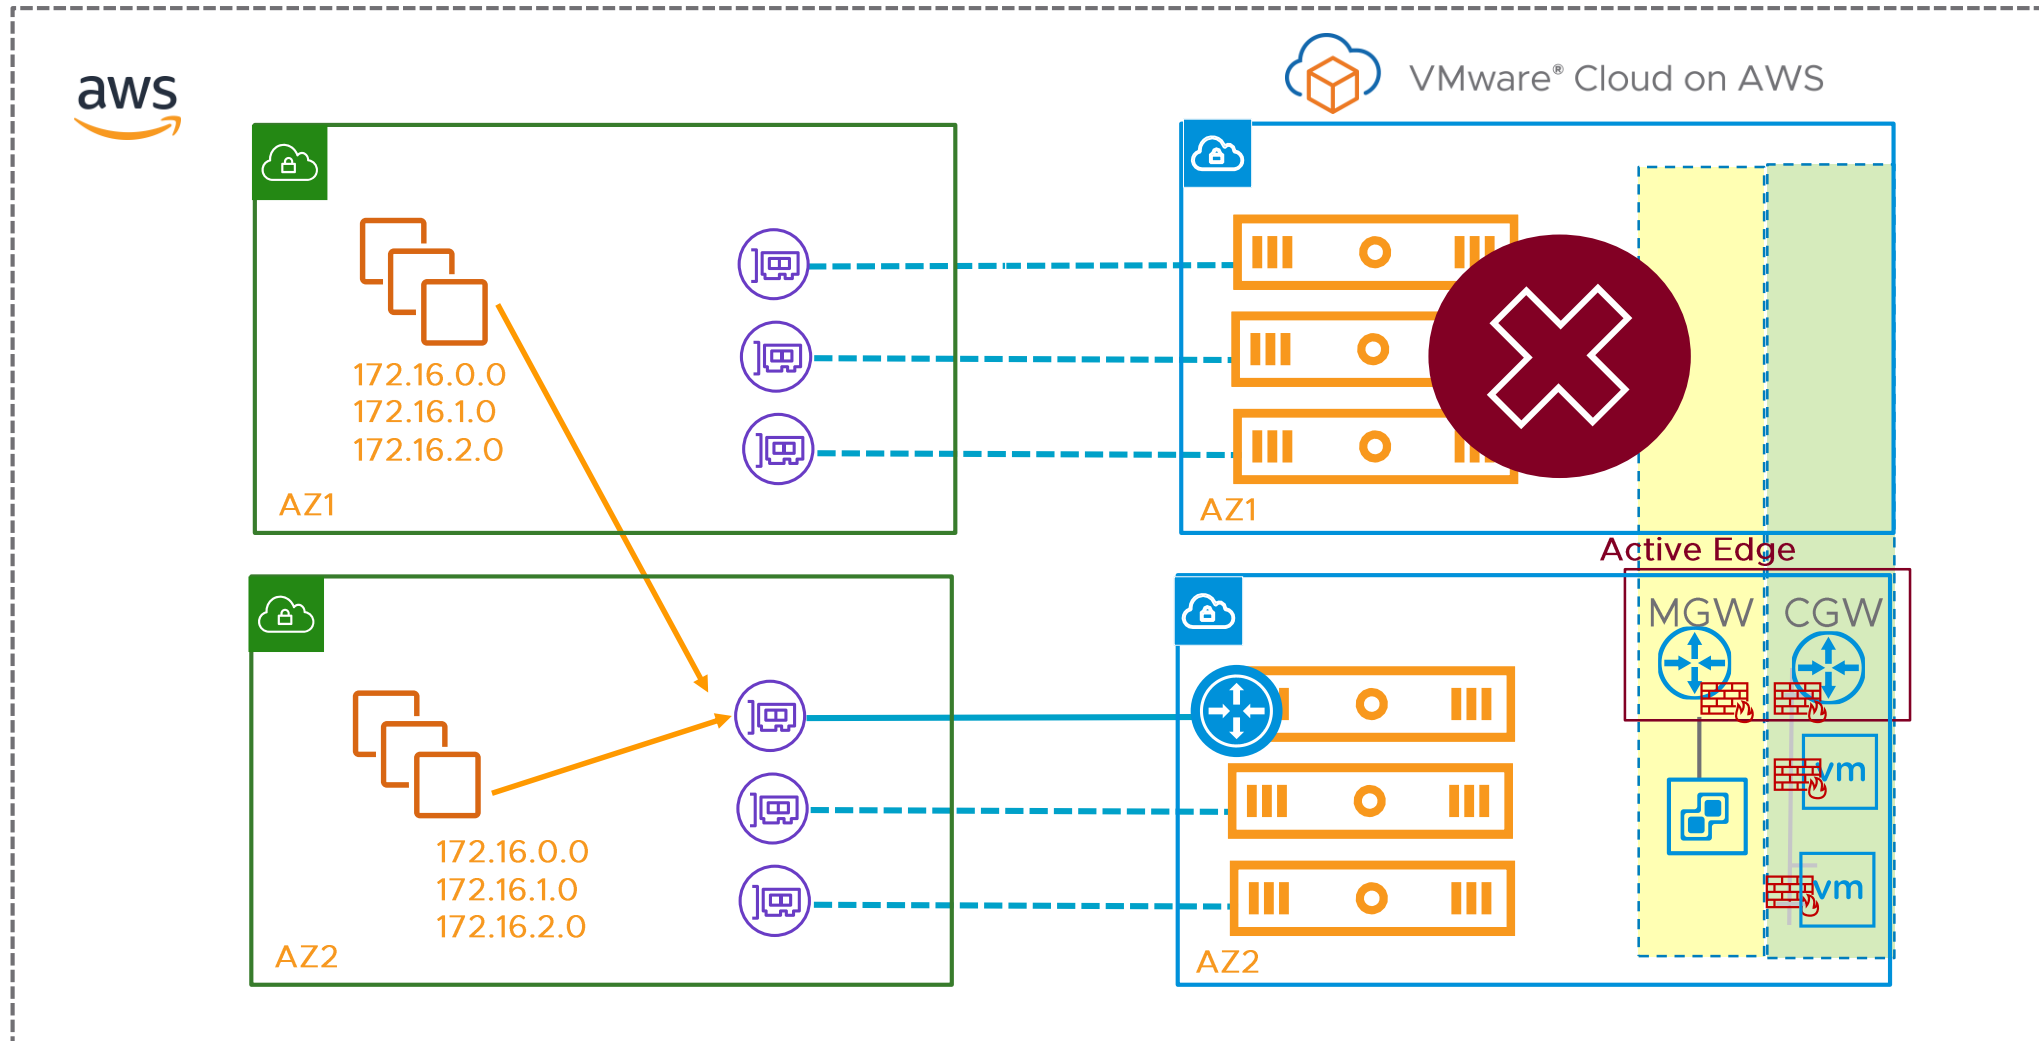 aws
VMware® Cloud on AWS
172.16.0.0
172.16.1.0
172.16.2.0
AZ1
AZ1
Active Edge
MGW
CGW
vm
vm
172.16.0.0
172.16.1.0
172.16.2.0
AZ2
AZ2